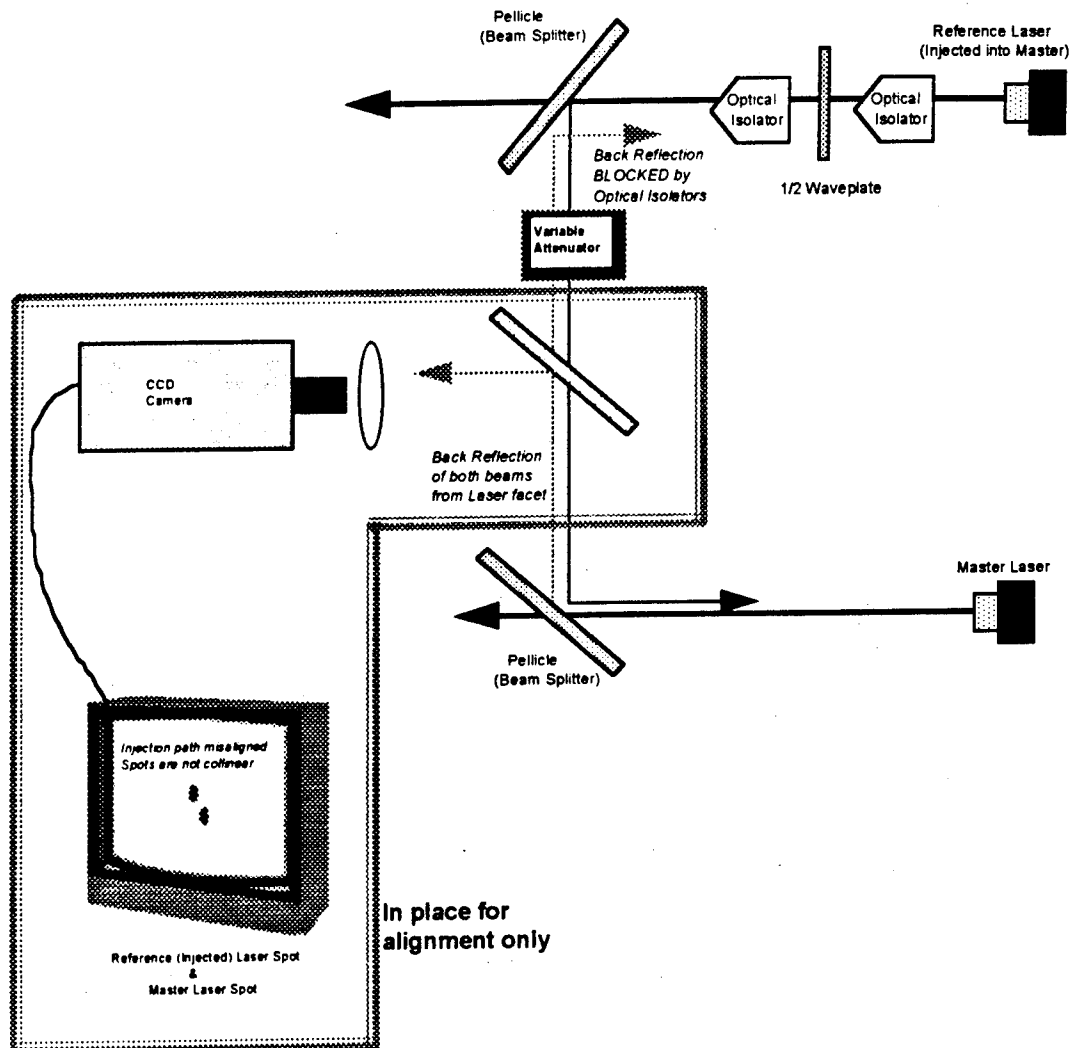 Pellicle
(Beam Splitter)
Reference Laser
(Injected into Master)
Optical
Isolator
Optical
Isolator
Back Reflection
BLOCKED by
Optical Isolators
1/2 Waveplate
Variable
Attenuator
CCD
Camera
Back Reflection
of both beams
from Laser facet
Master Laser
Pellicle
(Beam Splitter)
Injection path misaligned
Spots are not collinear
In place for
alignment only
Reference (Injected) Laser Spot
&
Master Laser Spot